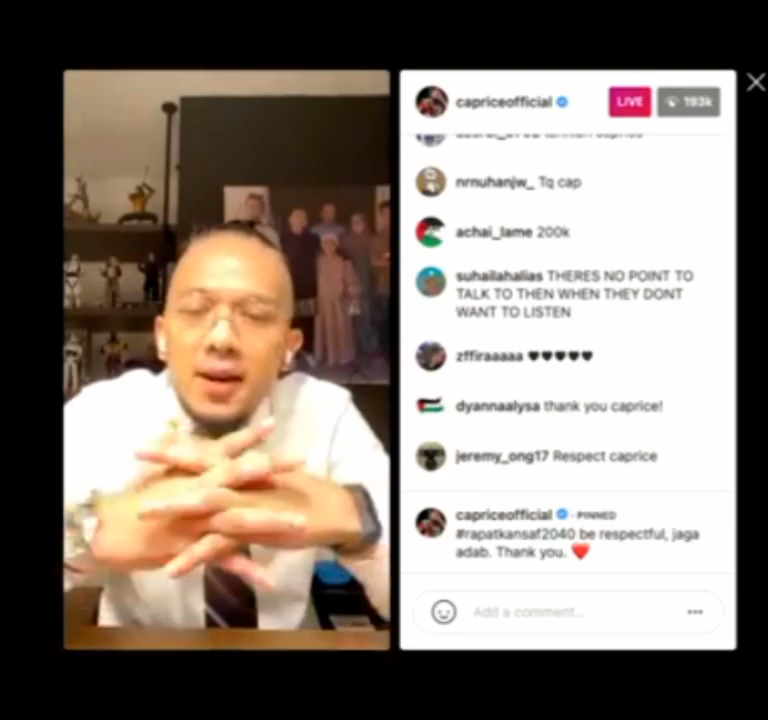 capriceofficial
LIVE 193k
nrnuhanjw_ Tq cap
achai_lame 200k
suhailahalias THERES NO POINT TO
TALK TO THEN WHEN THEY DONT
WANT TO LISTEN
zffiraaaaa ♥♥♥♥♥
dyannaalysa thank you caprice!
jeremy_ong17 Respect caprice
capriceofficial · PINNED
#rapatkansaf2040 be respectful, jaga
adab. Thank you. ❤️
Add a comment...